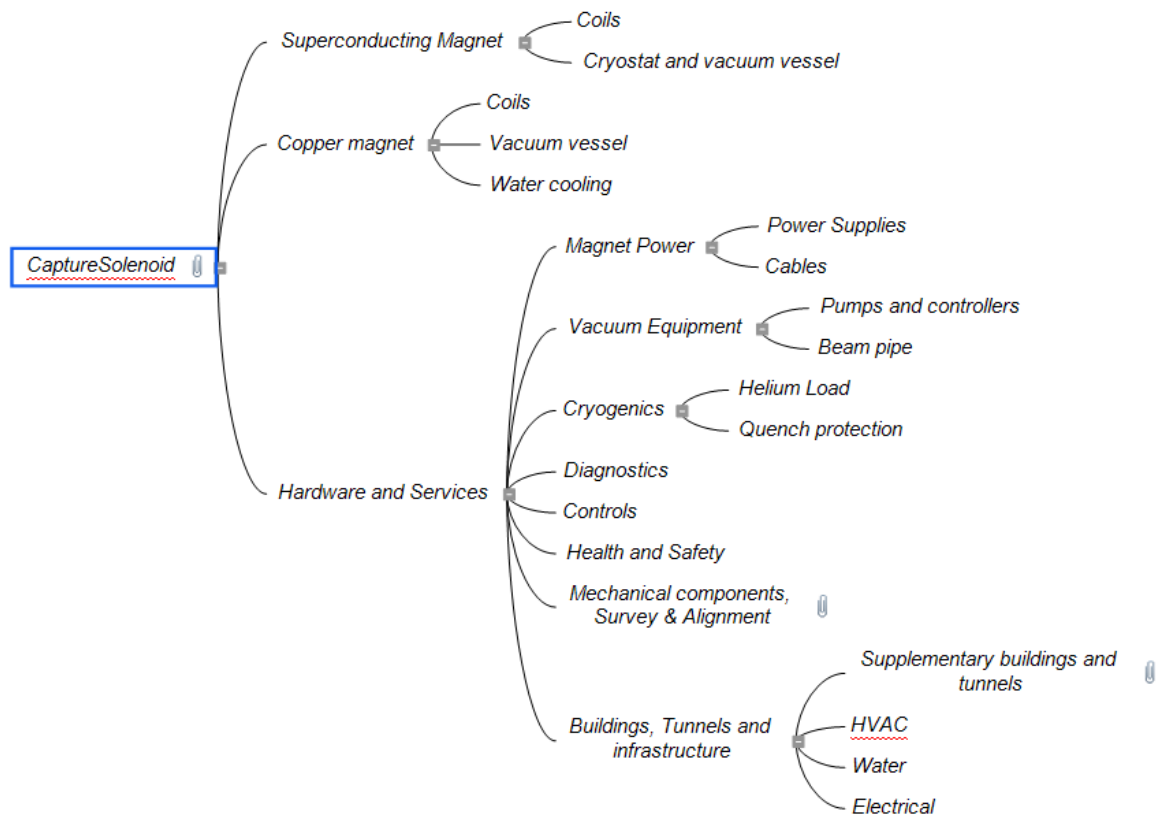 Coils
Superconducting Magnet
Cryostat and vacuum vessel
Coils
Copper magnet
Vacuum vessel
Water cooling
Power Supplies
Magnet Power
CaptureSolenoid
Cables
Pumps and controllers
Vacuum Equipment
Beam pipe
Helium Load
Cryogenics
Quench protection
Diagnostics
Hardware and Services
Controls
Health and Safety
Mechanical components,
Survey & Alignment
Supplementary buildings and
tunnels
Buildings, Tunnels and
infrastructure
HVAC
Water
Electrical